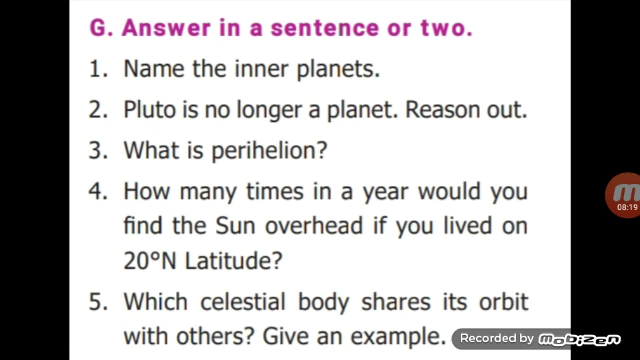 G. Answer in a sentence or two.
1. Name the inner planets.
2. Pluto is no longer a planet. Reason out.
3. What is perihelion?
4. How many times in a year would you
find the Sun overhead if you lived on
20°N Latitude?
5. Which celestial body shares its orbit
with others? Give an example.
08:19
Recorded by mobizen